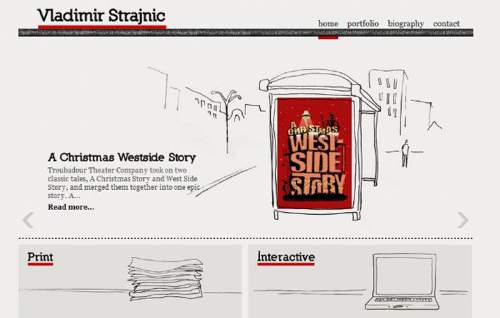 Vladimir Strajnic
home portfolio biography contact
A CHRISTMAS
WEST
SIDE
STORY
A Christmas Westside Story
Troubadour Theater Company took on two
classic tales, A Christmas Story and West Side
Story, and merged them together into one epic
story. A...
Read more...
Print
Interactive